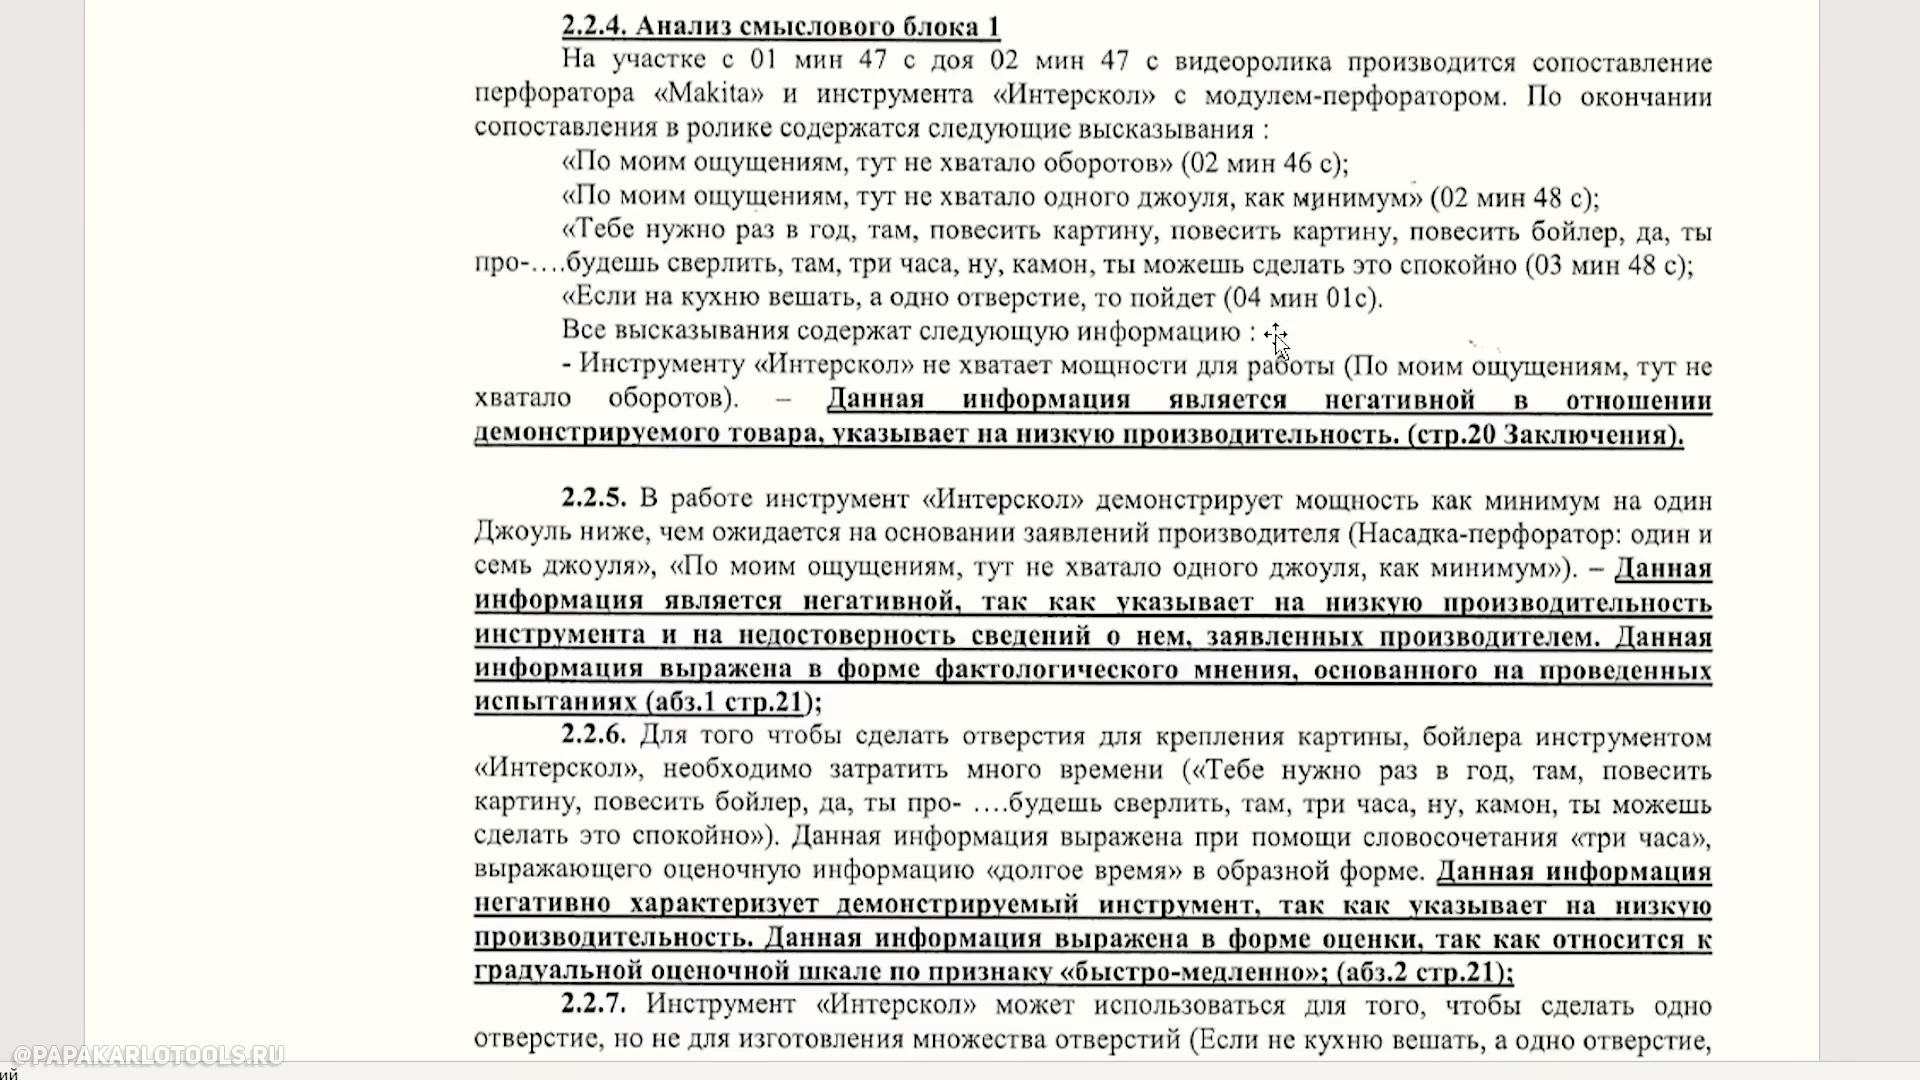 2.2.4. Анализ смыслового блока 1
На участке с 01 мин 47 с доя 02 мин 47 с видеоролика производится сопоставление
перфоратора «Makita» и инструмента «Интерскол» с модулем-перфоратором. По окончании
сопоставления в ролике содержатся следующие высказывания :
«По моим ощущениям, тут не хватало оборотов» (02 мин 46 с);
«По моим ощущениям, тут не хватало одного джоуля, как минимум» (02 мин 48 с);
«Тебе нужно раз в год, там, повесить картину, повесить картину, повесить бойлер, да, ты
про-….будешь сверлить, там, три часа, ну, камон, ты можешь сделать это спокойно (03 мин 48 с);
«Если на кухню вешать, а одно отверстие, то пойдет (04 мин 01с).
Все высказывания содержат следующую информацию :
- Инструменту «Интерскол» не хватает мощности для работы (По моим ощущениям, тут не
хватало оборотов). – Данная информация является негативной в отношении
демонстрируемого товара, указывает на низкую производительность. (стр.20 Заключения).
2.2.5. В работе инструмент «Интерскол» демонстрирует мощность как минимум на один
Джоуль ниже, чем ожидается на основании заявлений производителя (Насадка-перфоратор: один и
семь джоуля», «По моим ощущениям, тут не хватало одного джоуля, как минимум»). – Данная
информация является негативной, так как указывает на низкую производительность
инструмента и на недостоверность сведений о нем, заявленных производителем. Данная
информация выражена в форме фактологического мнения, основанного на проведенных
испытаниях (абз.1 стр.21);
2.2.6. Для того чтобы сделать отверстия для крепления картины, бойлера инструментом
«Интерскол», необходимо затратить много времени («Тебе нужно раз в год, там, повесить
картину, повесить бойлер, да, ты про- ….будешь сверлить, там, три часа, ну, камон, ты можешь
сделать это спокойно»). Данная информация выражена при помощи словосочетания «три часа»,
выражающего оценочную информацию «долгое время» в образной форме. Данная информация
негативно характеризует демонстрируемый инструмент, так как указывает на низкую
производительность. Данная информация выражена в форме оценки, так как относится к
градуальной оценочной шкале по признаку «быстро-медленно»; (абз.2 стр.21);
2.2.7. Инструмент «Интерскол» может использоваться для того, чтобы сделать одно
отверстие, но не для изготовления множества отверстий (Если не кухню вешать, а одно отверстие,
@PAPAKARLOTOOLS.RU
ий